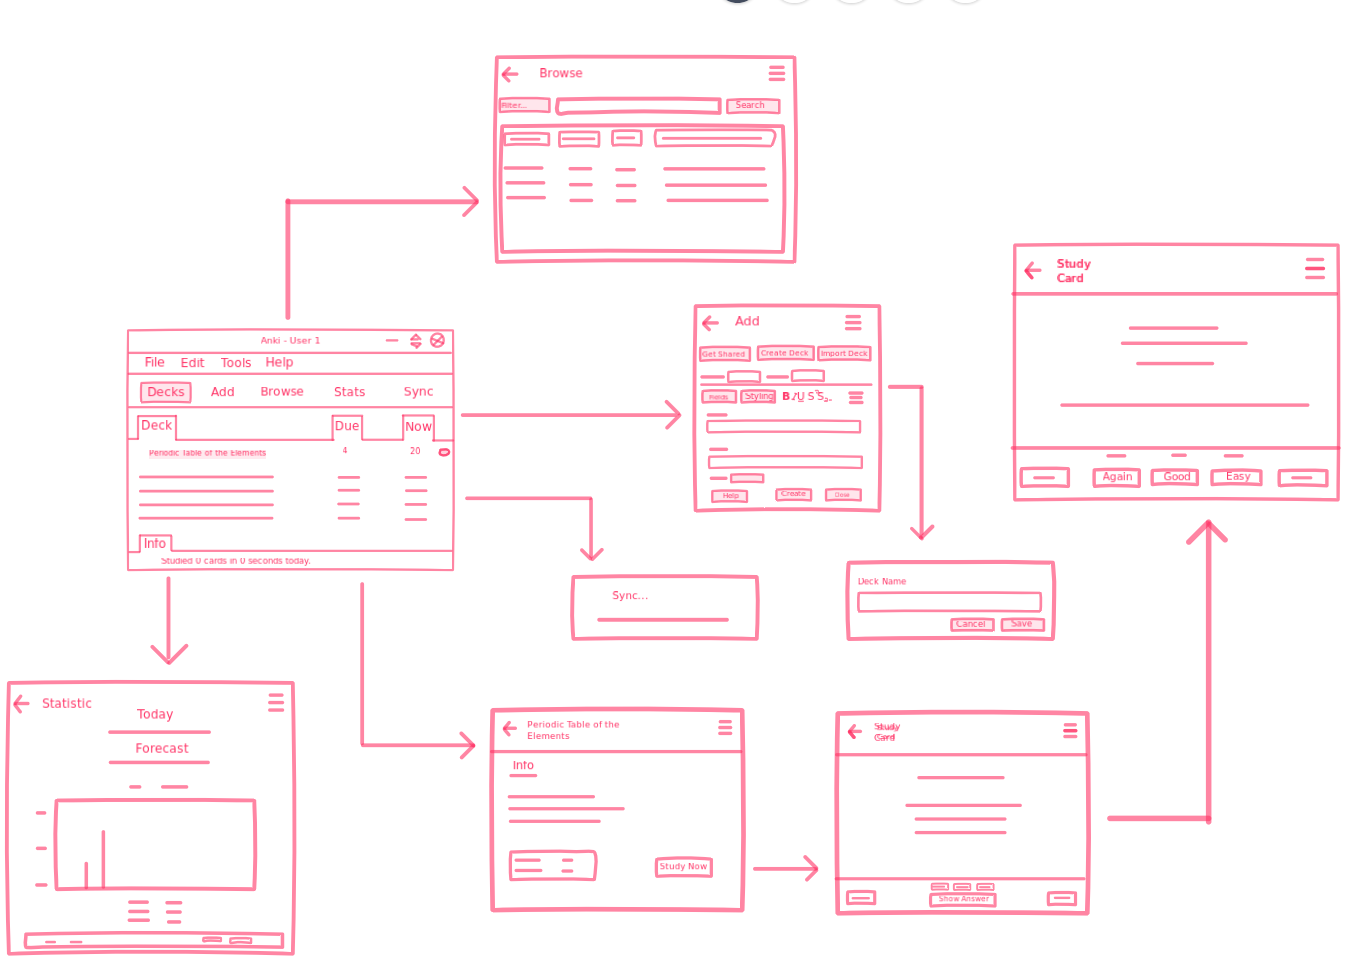 Browse
Filter...
Search
Anki - User 1
File Edit Tools Help
Decks Add Browse Stats Sync
Deck Due Now
Periodic Table of the Elements 4 20
Info
Studied 0 cards in 0 seconds today.
Add
Get Shared Create Deck Import Deck
Fields Styling B I U S
Help Create
Study
Card
Again Good Easy
Sync...
Deck Name
Cancel Save
Statistic
Today
Forecast
Periodic Table of the
Elements
Info
Study Now
Study
Card
Show Answer